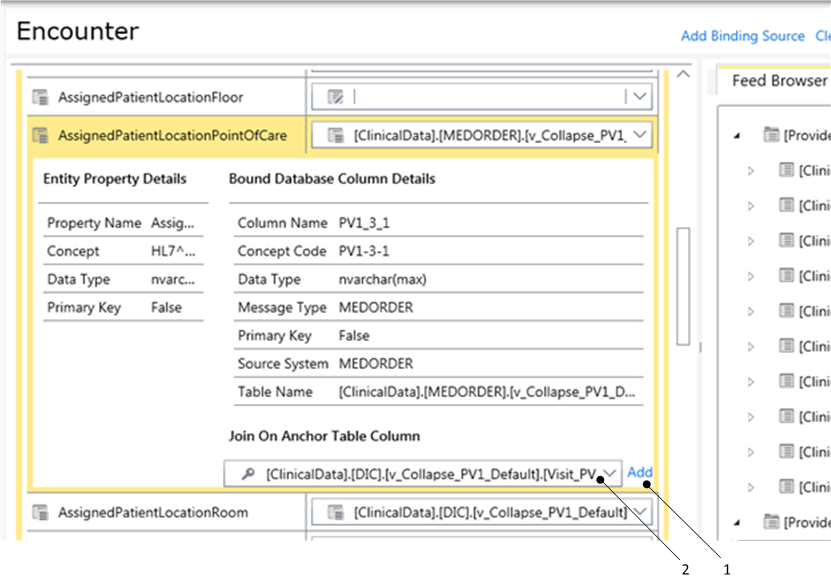 Encounter
Add Binding Source Cle
AssignedPatientLocationFloor
AssignedPatientLocationPointOfCare [ClinicalData].[MEDORDER].[v_Collapse_PV1_
Entity Property Details
Property Name Assig...
Concept HL7^...
Data Type nvarc...
Primary Key False
Bound Database Column Details
Column Name PV1_3_1
Concept Code PV1-3-1
Data Type nvarchar(max)
Message Type MEDORDER
Primary Key False
Source System MEDORDER
Table Name [ClinicalData].[MEDORDER].[v_Collapse_PV1_D...
Join On Anchor Table Column
[ClinicalData].[DIC].[v_Collapse_PV1_Default].[Visit_PV Add
AssignedPatientLocationRoom [ClinicalData].[DIC].[v_Collapse_PV1_Default]
Feed Browser
[Provide
[Clini
[Clini
[Clini
[Clini
[Clini
[Clini
[Clini
[Clini
[Clini
[Clini
[Provide
2 1